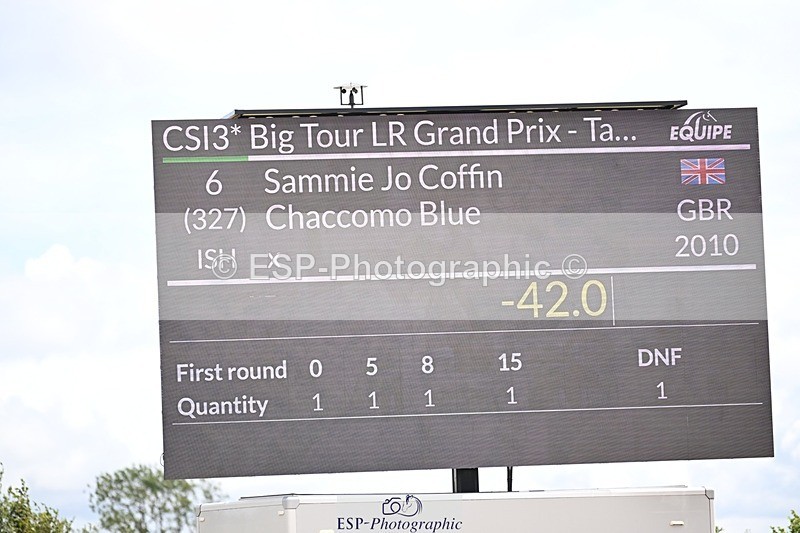 CSI3* Big Tour LR Grand Prix - Ta... EQUIPE
6 Sammie Jo Coffin
(327) Chaccomo Blue GBR
ISH x 2010
© ESP-Photographic ©
-42.0
First round 0 5 8 15 DNF
Quantity 1 1 1 1 1
ESP-Photographic